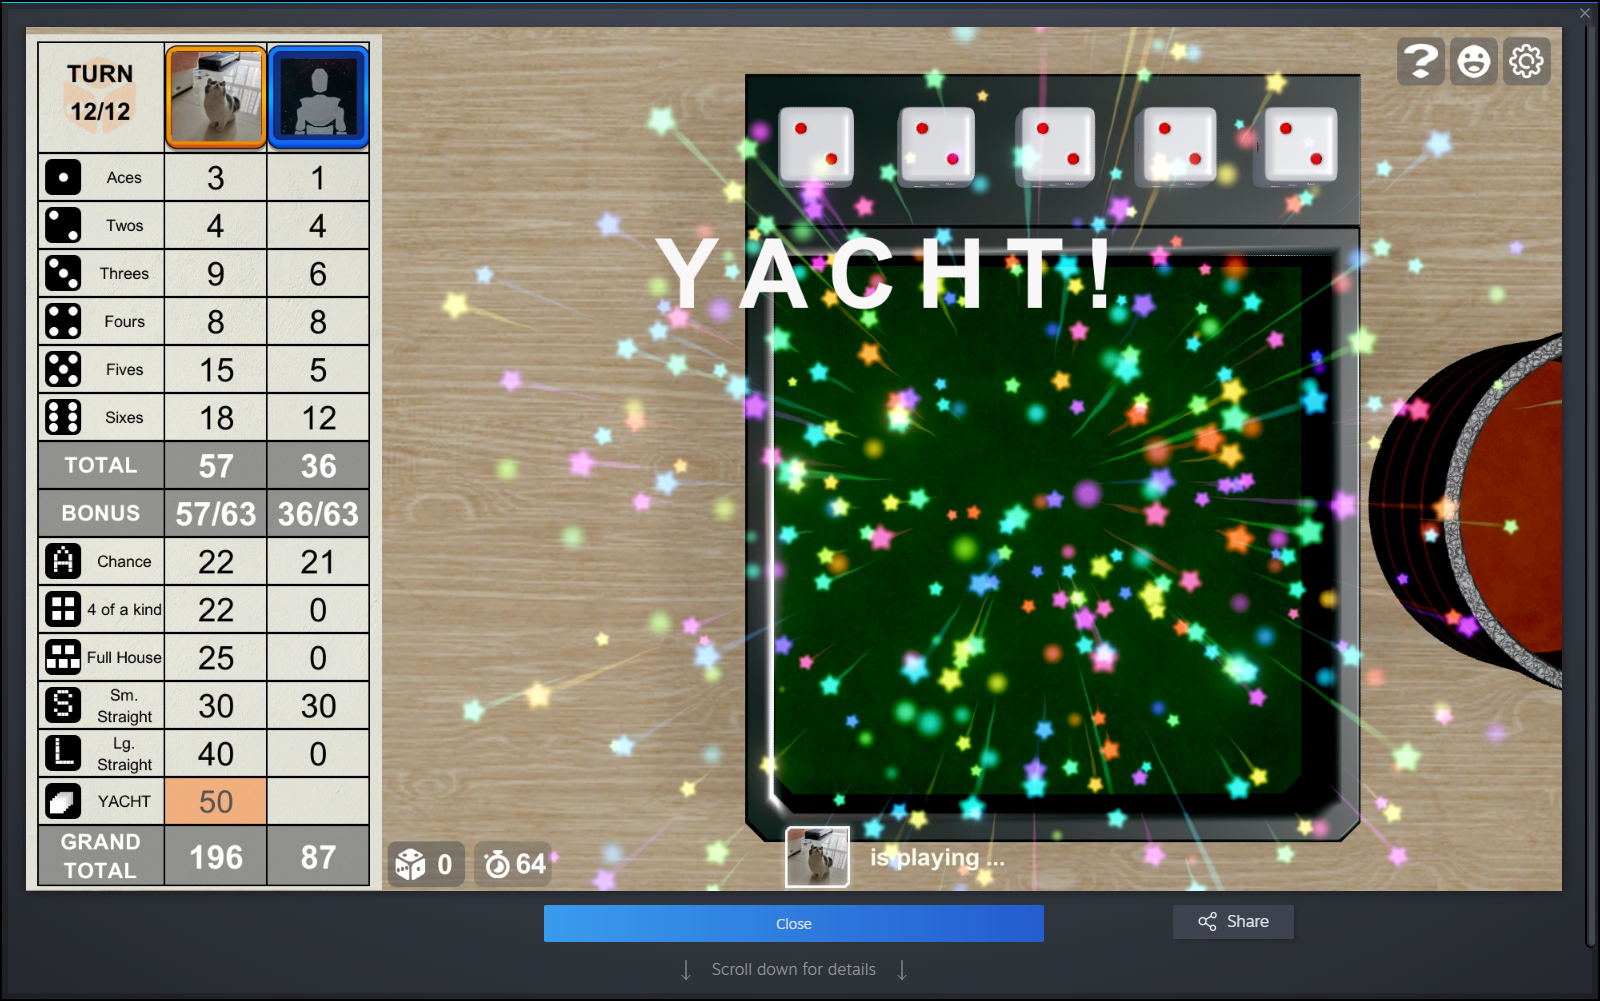 TURN
12/12
Aces 3 1
Twos 4 4
Threes 9 6
Fours 8 8
Fives 15 5
Sixes 18 12
TOTAL 57 36
BONUS 57/63 36/63
Chance 22 21
4 of a kind 22 0
Full House 25 0
Sm.
Straight 30 30
Lg.
Straight 40 0
YACHT 50
GRAND
TOTAL 196 87
YACHT!
0 64
is playing ...
Close
Share
Scroll down for details